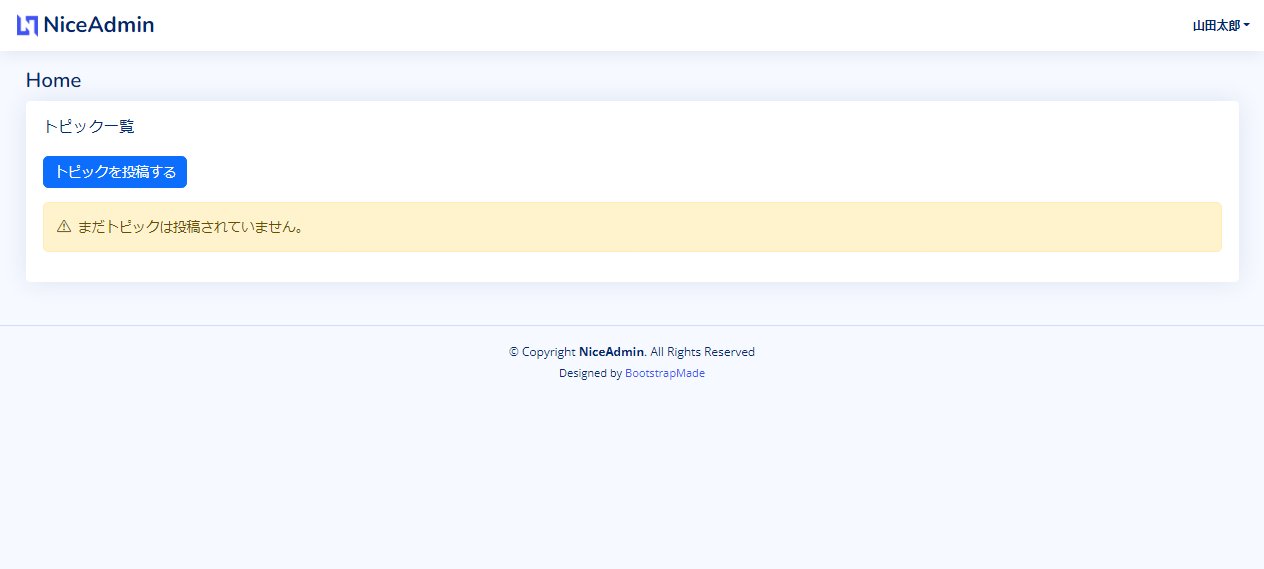 NiceAdmin
山田太郎
Home
トピック一覧
トピックを投稿する
まだトピックは投稿されていません。
© Copyright NiceAdmin. All Rights Reserved
Designed by BootstrapMade